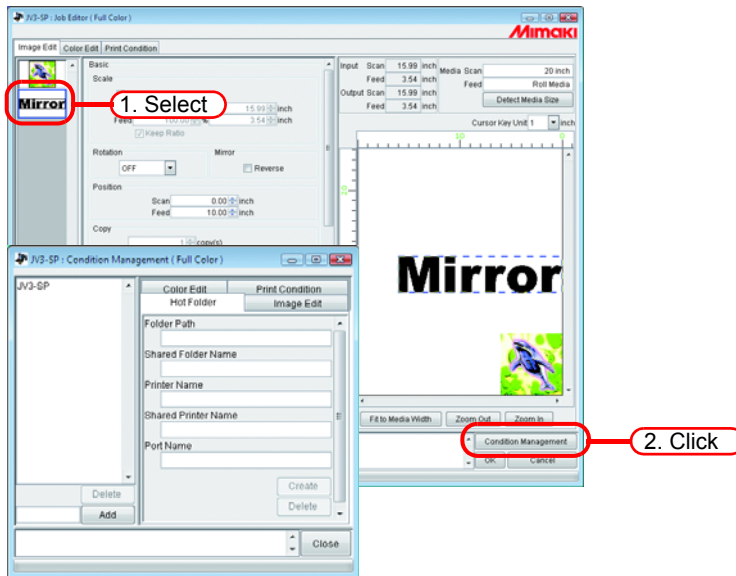 JV3-SP : Job Editor ( Full Color )
Mimaki
Image Edit Color Edit Print Condition
Mirror
1. Select
Basic
Scale
15.99 inch
Feed 100.00 % 3.54 inch
Keep Ratio
Rotation Mirror
OFF Reverse
Position
Scan 0.00 inch
Feed 10.00 inch
Copy
1 copy(s)
Input Scan 15.99 inch Media Scan 20 inch
Feed 3.54 inch Feed Roll Media
Output Scan 15.99 inch Detect Media Size
Feed 3.54 inch
Cursor Key Unit 1 inch
10 0
0
Mirror
Fit to Media Width Zoom Out Zoom In
Condition Management
2. Click
OK Cancel
JV3-SP : Condition Management ( Full Color )
JV3-SP
Color Edit Print Condition
Hot Folder Image Edit
Folder Path
Shared Folder Name
Printer Name
Shared Printer Name
Port Name
Create
Delete
Delete
Add
Close